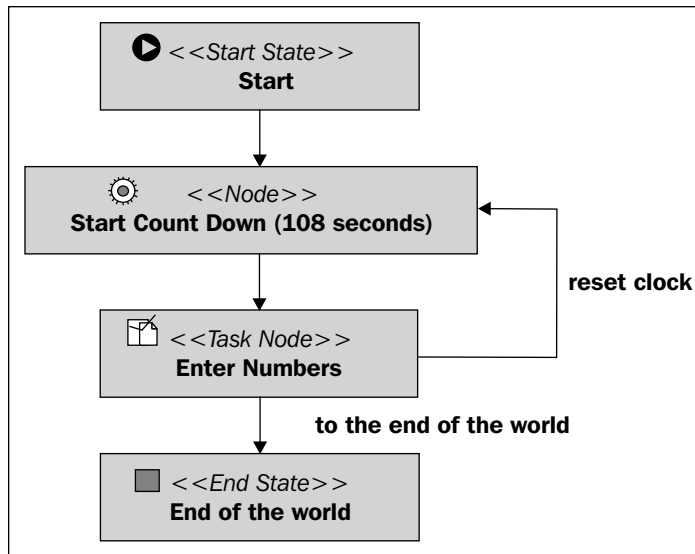 <<Start State>>
Start
<<Node>>
Start Count Down (108 seconds)
reset clock
<<Task Node>>
Enter Numbers
to the end of the world
<<End State>>
End of the world